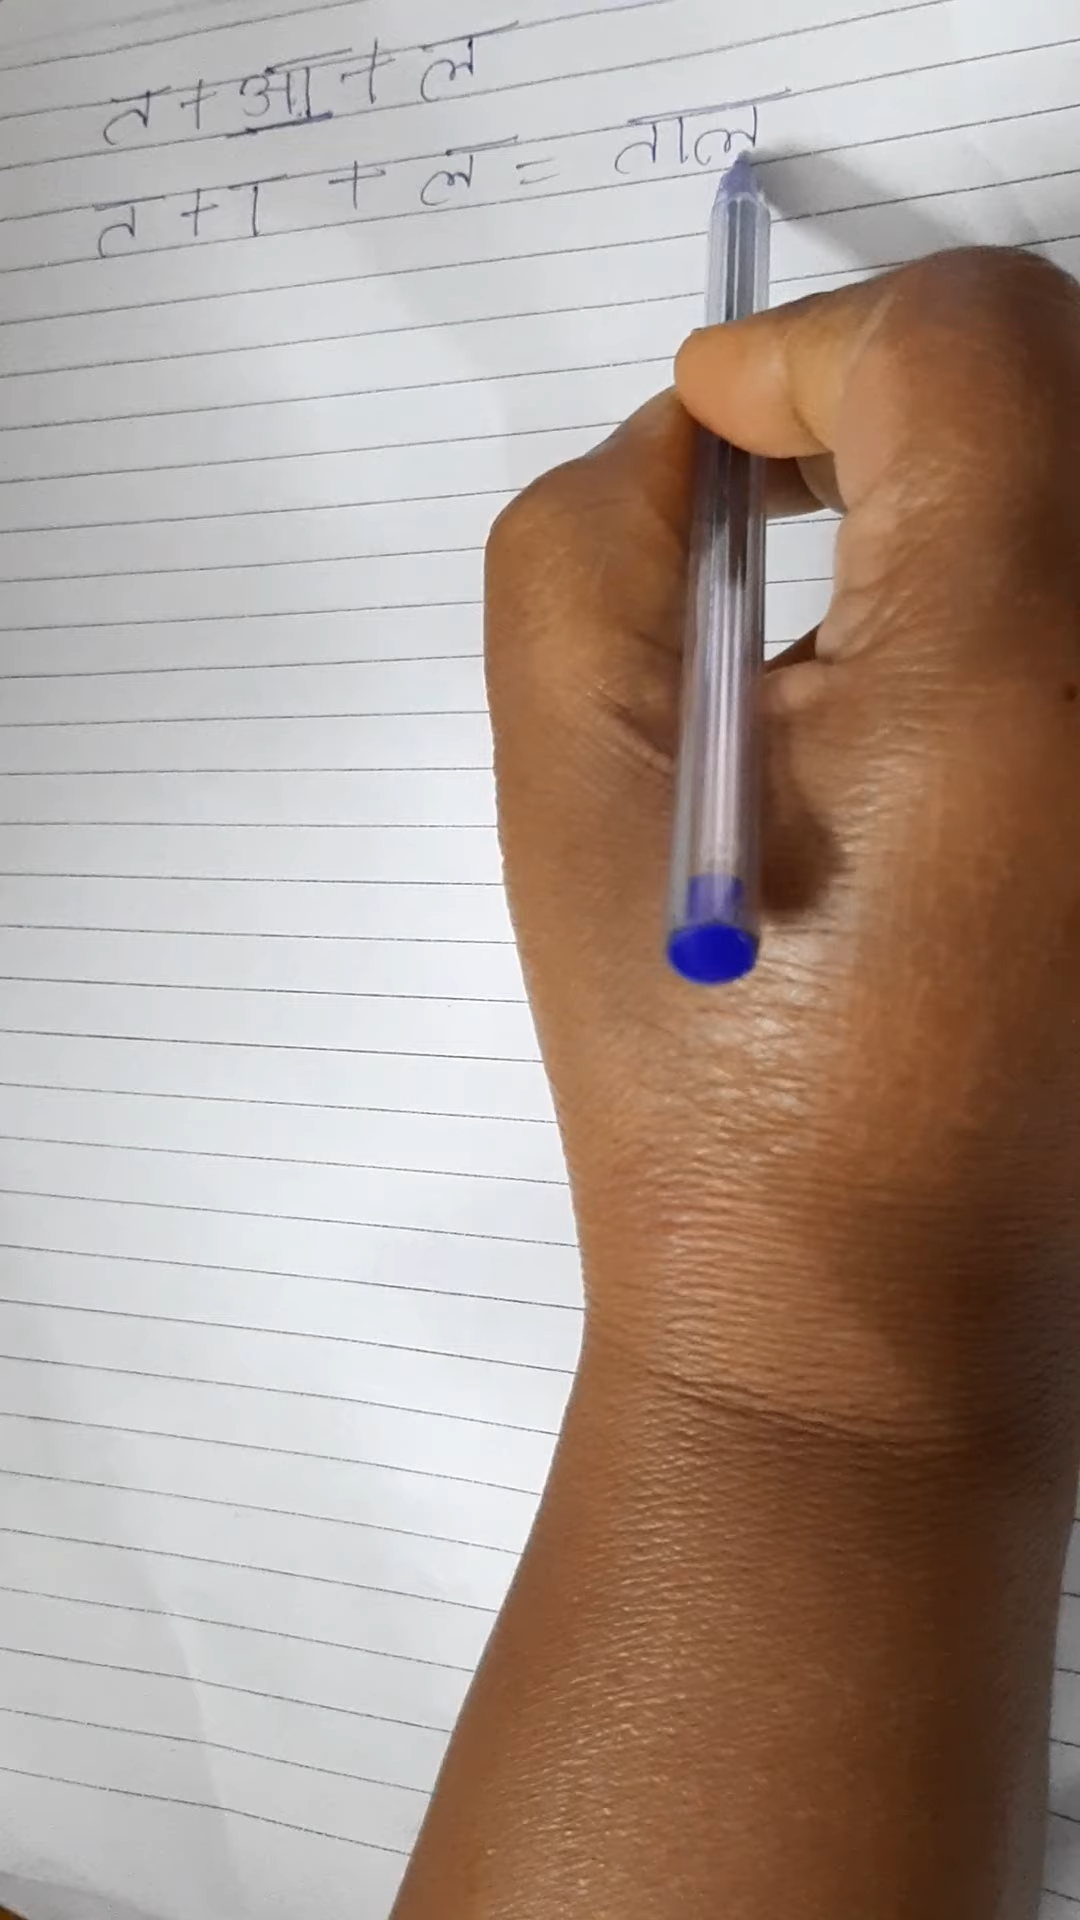 त + आ + ल
त + ा + ल = ताल